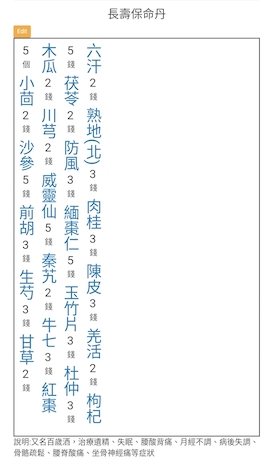 長壽保命丹
Edit
六汗 2 錢 熟地(北) 3 錢 肉桂 3 錢 陳皮 3 錢 羌活 2 錢 枸杞
5 錢 茯苓 2 錢 防風 3 錢 緬棗仁 5 錢 玉竹片 3 錢 杜仲 3 錢
木瓜 2 錢 川芎 2 錢 威靈仙 5 錢 秦艽 2 錢 牛七 3 錢 紅棗
5 個 小茴 2 錢 沙參 5 錢 前胡 3 錢 生芍 3 錢 甘草 2 錢
說明:又名百歲酒，治療遺精、失眠、腰酸背痛、月經不調、病後失調、
骨骼疏鬆、腰脊酸痛、坐骨神經痛等症狀